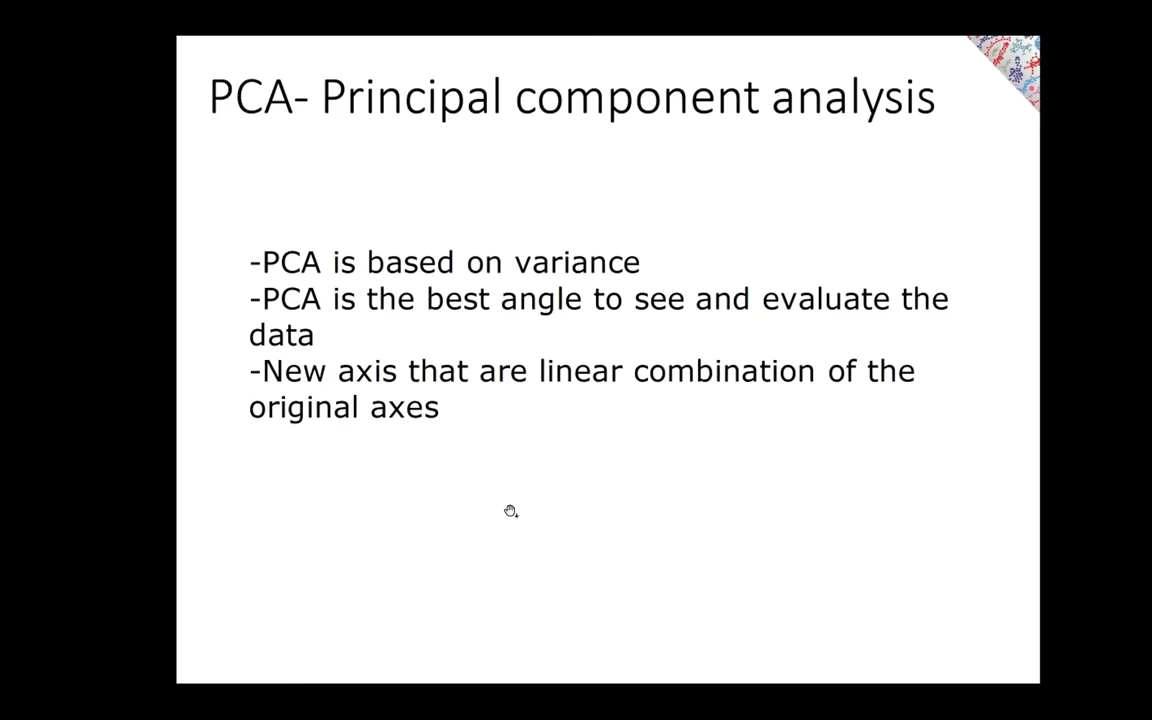 PCA- Principal component analysis
-PCA is based on variance
-PCA is the best angle to see and evaluate the
data
-New axis that are linear combination of the
original axes